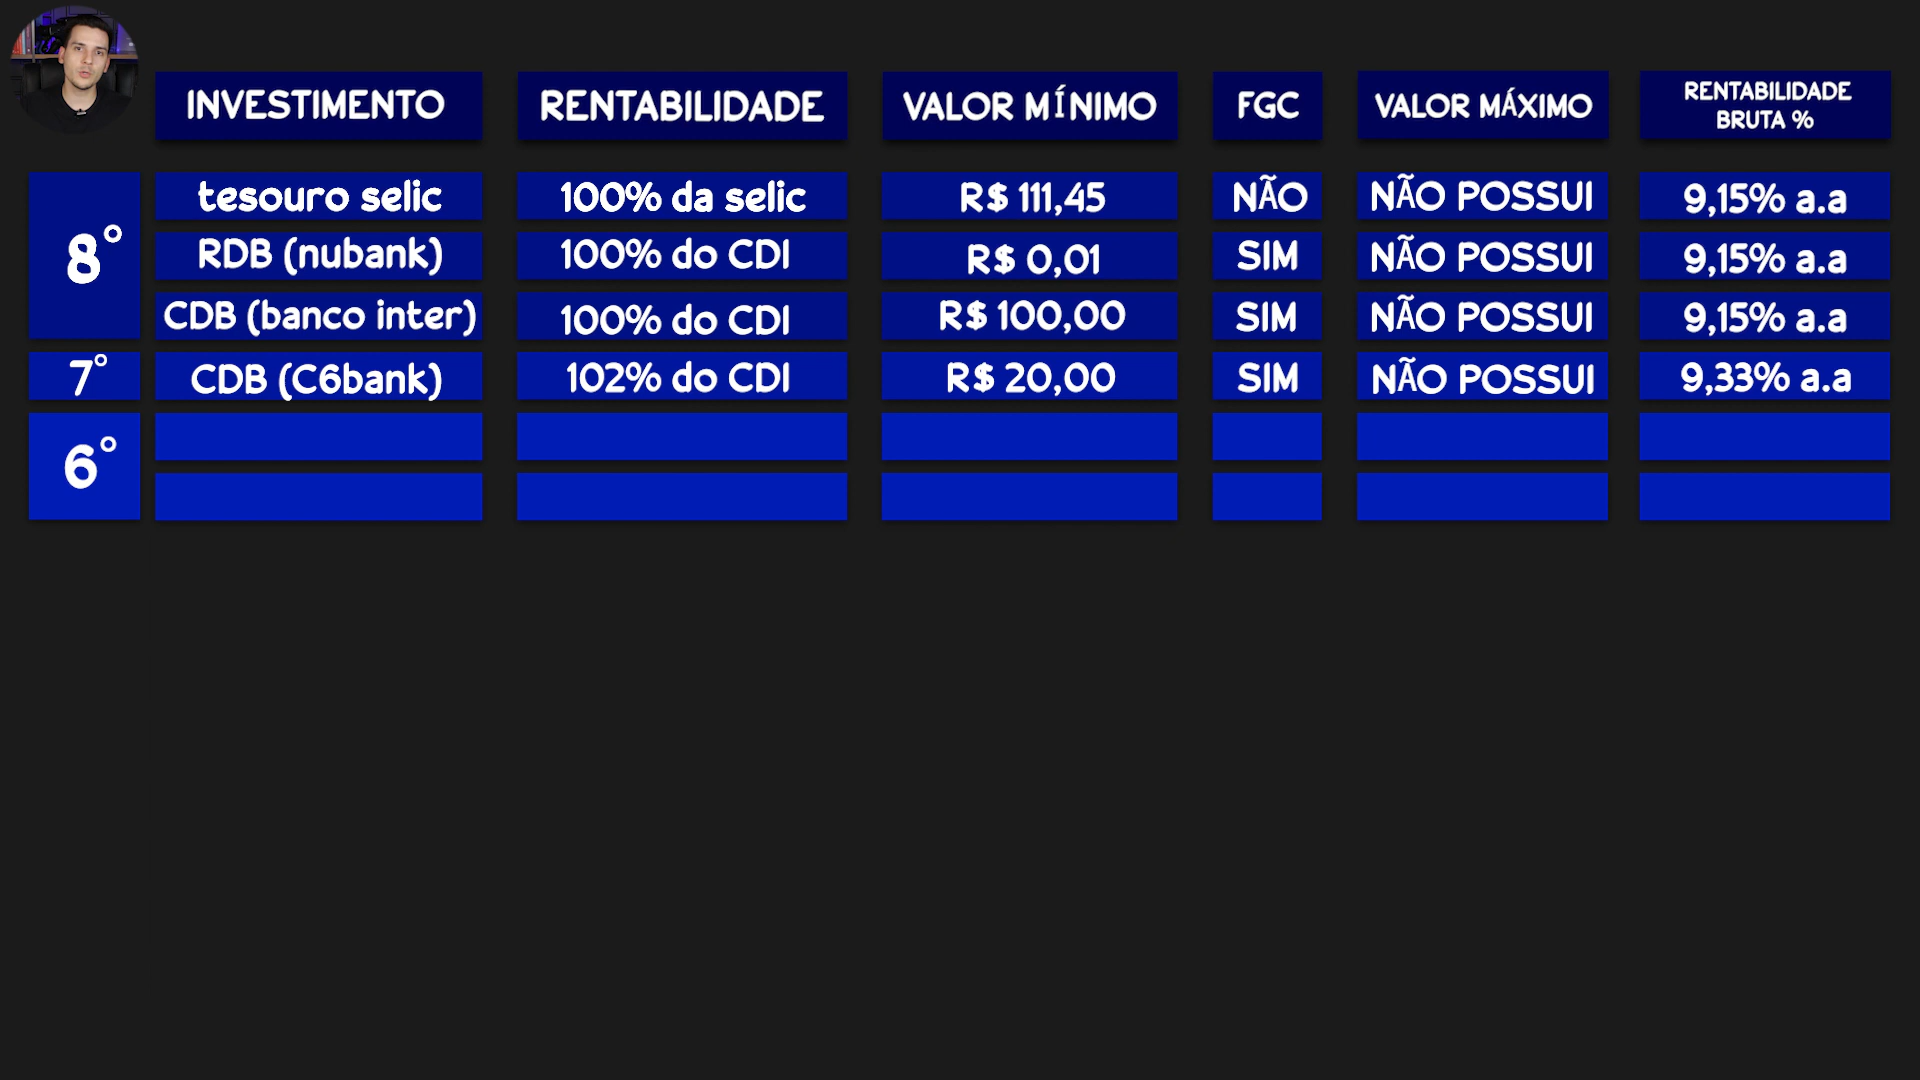 INVESTIMENTO RENTABILIDADE VALOR MÍNIMO FGC VALOR MÁXIMO RENTABILIDADE BRUTA %
8° tesouro selic 100% da selic R$ 111,45 NÃO NÃO POSSUI 9,15% a.a
RDB (nubank) 100% do CDI R$ 0,01 SIM NÃO POSSUI 9,15% a.a
CDB (banco inter) 100% do CDI R$ 100,00 SIM NÃO POSSUI 9,15% a.a
7° CDB (C6bank) 102% do CDI R$ 20,00 SIM NÃO POSSUI 9,33% a.a
6°